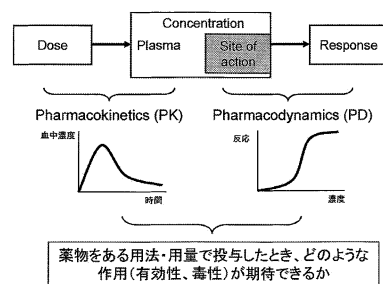 Concentration
Dose
Plasma
Site of
action
Response
Pharmacokinetics (PK)
Pharmacodynamics (PD)
血中濃度
時間
反応
濃度
薬物をある用法・用量で投与したとき、どのような
作用(有効性、毒性)が期待できるか